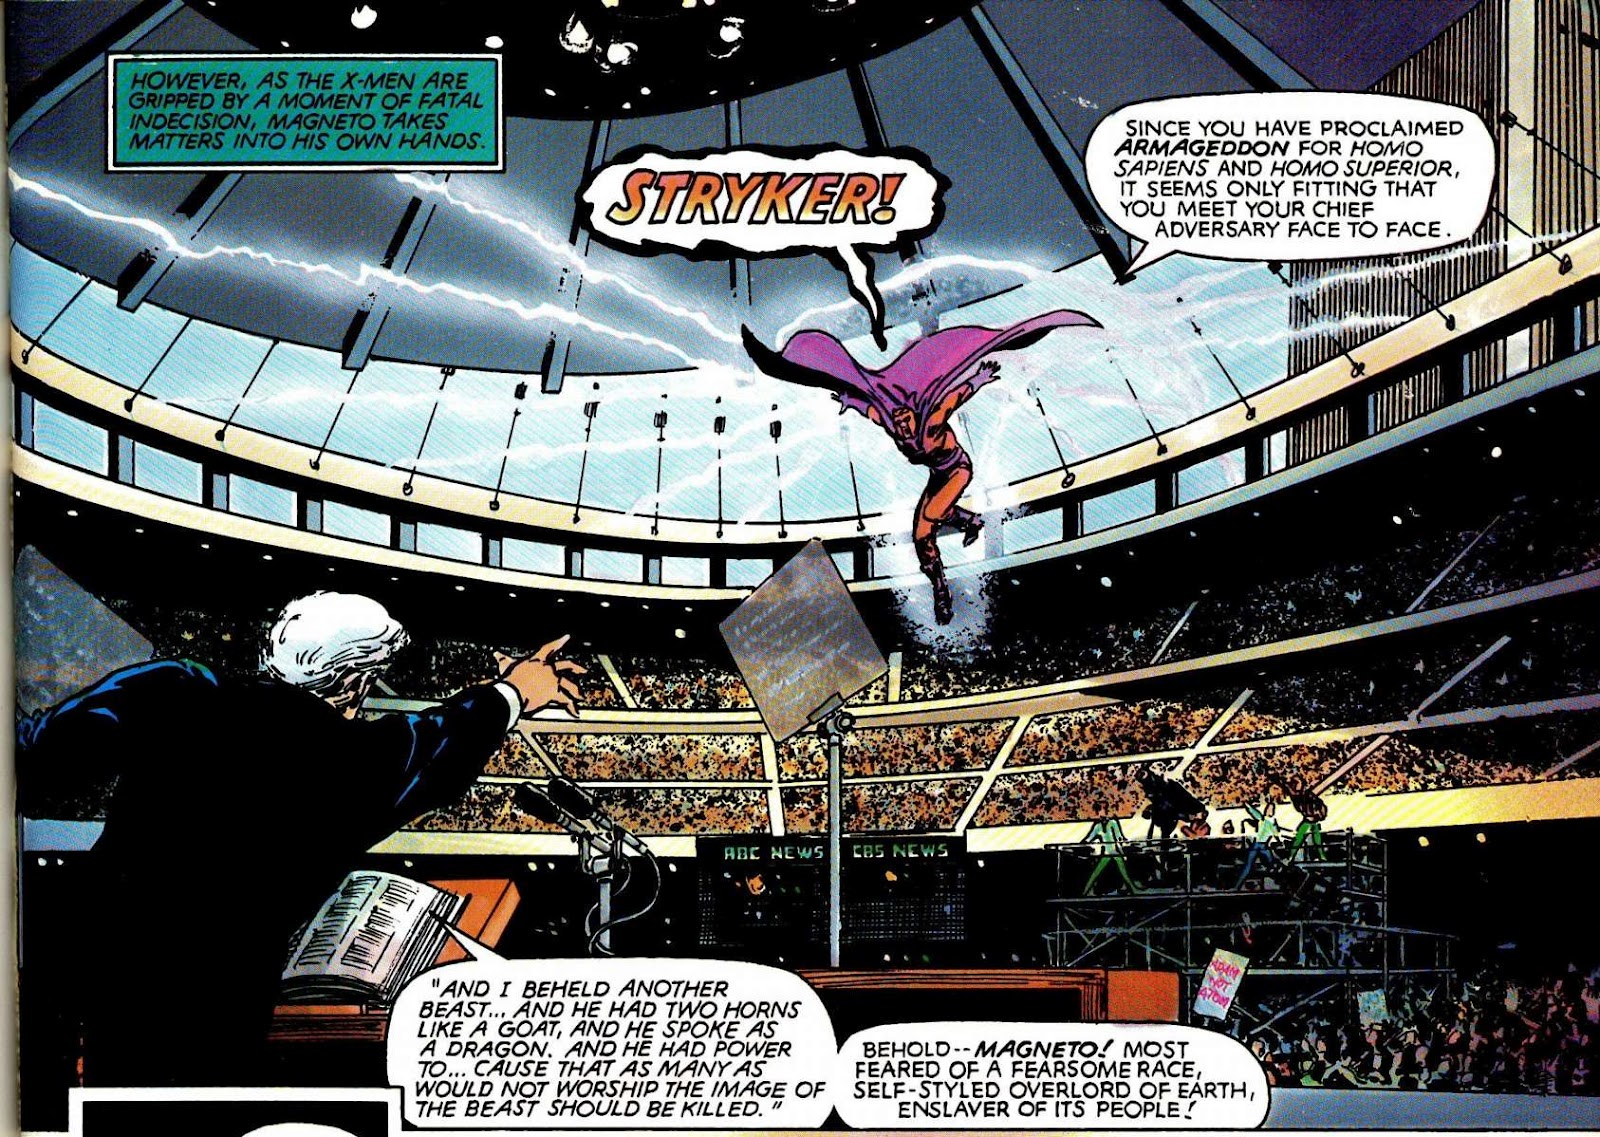 HOWEVER, AS THE X-MEN ARE
GRIPPED BY A MOMENT OF FATAL
INDECISION, MAGNETO TAKES
MATTERS INTO HIS OWN HANDS.
STRYKER!
SINCE YOU HAVE PROCLAIMED
ARMAGEDDON FOR HOMO
SAPIENS AND HOMO SUPERIOR,
IT SEEMS ONLY FITTING THAT
YOU MEET YOUR CHIEF
ADVERSARY FACE TO FACE.
ABC NEWS
CBS NEWS
ADAM
NOT
ATOM
"AND I BEHELD ANOTHER
BEAST... AND HE HAD TWO HORNS
LIKE A GOAT, AND HE SPOKE AS
A DRAGON. AND HE HAD POWER
TO... CAUSE THAT AS MANY AS
WOULD NOT WORSHIP THE IMAGE OF
THE BEAST SHOULD BE KILLED."
BEHOLD-- MAGNETO! MOST
FEARED OF A FEARSOME RACE,
SELF-STYLED OVERLORD OF EARTH,
ENSLAVER OF ITS PEOPLE!